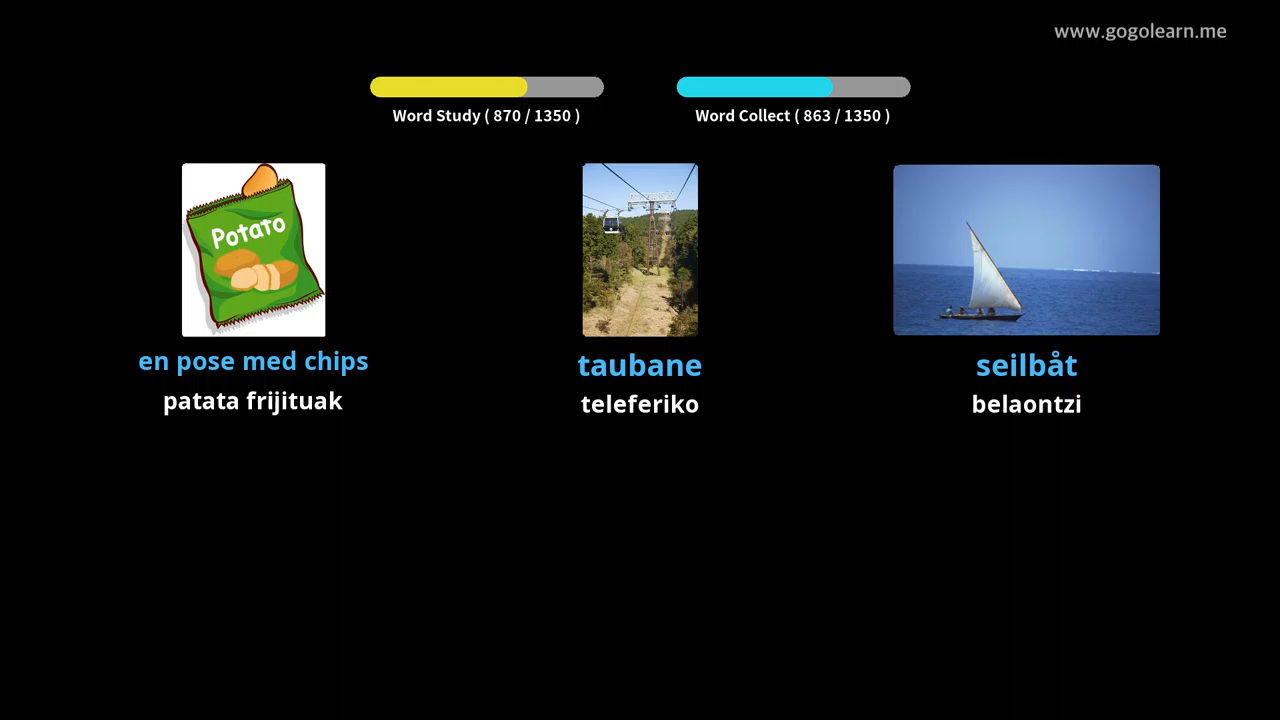 www.gogolearn.me
Word Study ( 870 / 1350 )
Word Collect ( 863 / 1350 )
Potato
en pose med chips
patata frijituak
taubane
teleferiko
seilbåt
belaontzi